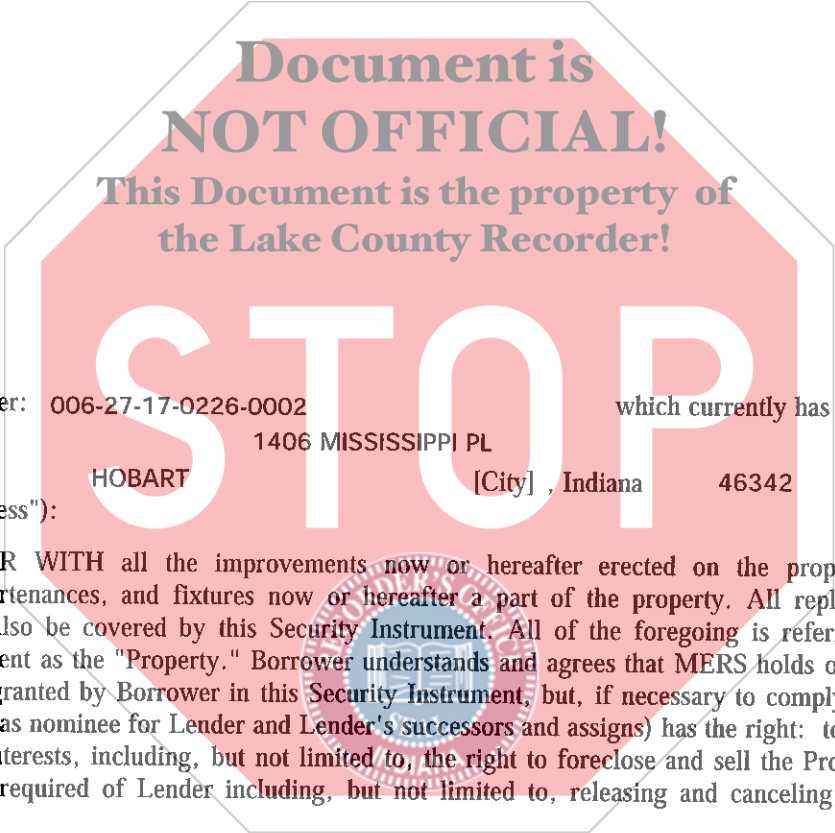 Document is
NOT OFFICIAL!
This Document is the property of
the Lake County Recorder!
STOP
er: 006-27-17-0226-0002 which currently has
1406 MISSISSIPPI PL
HOBART [City] , Indiana 46342
ess"):
R WITH all the improvements now or hereafter erected on the prop
rtenances, and fixtures now or hereafter a part of the property. All repl
lso be covered by this Security Instrument. All of the foregoing is refer
ent as the "Property." Borrower understands and agrees that MERS holds o
ranted by Borrower in this Security Instrument, but, if necessary to comply
as nominee for Lender and Lender's successors and assigns) has the right: to
terests, including, but not limited to, the right to foreclose and sell the Pro
required of Lender including, but not limited to, releasing and canceling
RECORDER'S OFFICE
INDIANA